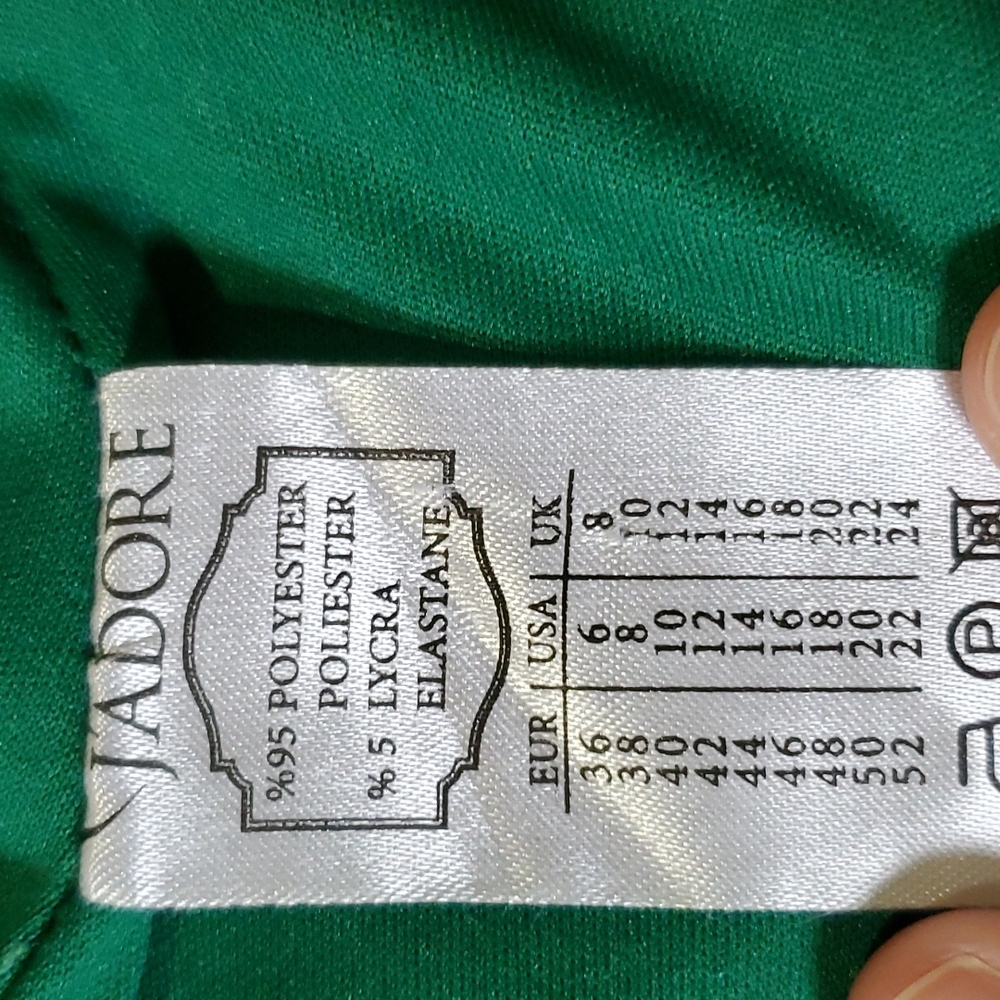 J'ADORE
%95 POLYESTER
POLIESTER
% 5 LYCRA
ELASTANE
EUR USA UK
36 6 8
38 8 10
40 10 12
42 12 14
44 14 16
46 16 18
48 18 20
50 20 22
52 22 24
P